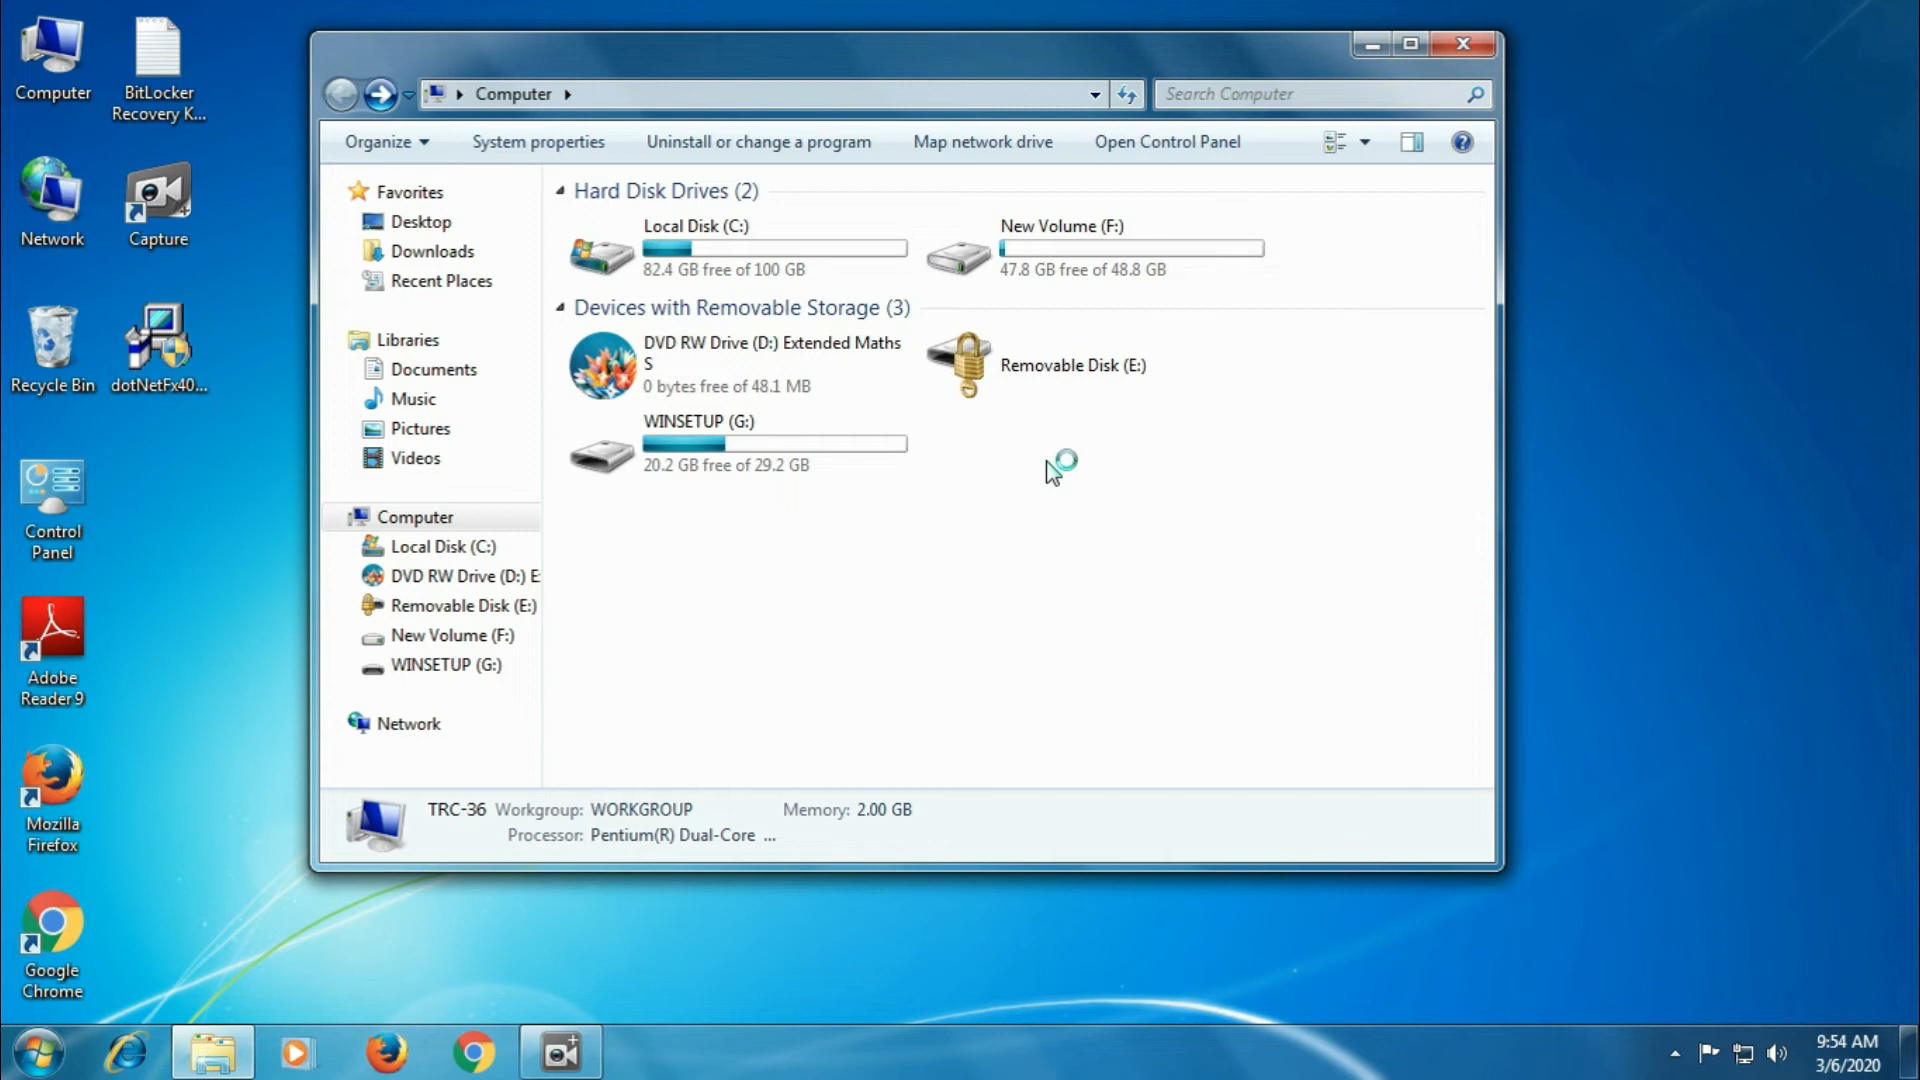 Computer
BitLocker
Recovery K...
Network
Capture
Recycle Bin
dotNetFx40...
Control
Panel
Adobe
Reader 9
Mozilla
Firefox
Google
Chrome
Computer
Search Computer
Organize
System properties
Uninstall or change a program
Map network drive
Open Control Panel
Favorites
Desktop
Downloads
Recent Places
Libraries
Documents
Music
Pictures
Videos
Computer
Local Disk (C:)
DVD RW Drive (D:) E
Removable Disk (E:)
New Volume (F:)
WINSETUP (G:)
Network
Hard Disk Drives (2)
Local Disk (C:)
82.4 GB free of 100 GB
New Volume (F:)
47.8 GB free of 48.8 GB
Devices with Removable Storage (3)
DVD RW Drive (D:) Extended Maths
S
0 bytes free of 48.1 MB
Removable Disk (E:)
WINSETUP (G:)
20.2 GB free of 29.2 GB
TRC-36 Workgroup: WORKGROUP Memory: 2.00 GB
Processor: Pentium(R) Dual-Core ...
9:54 AM
3/6/2020